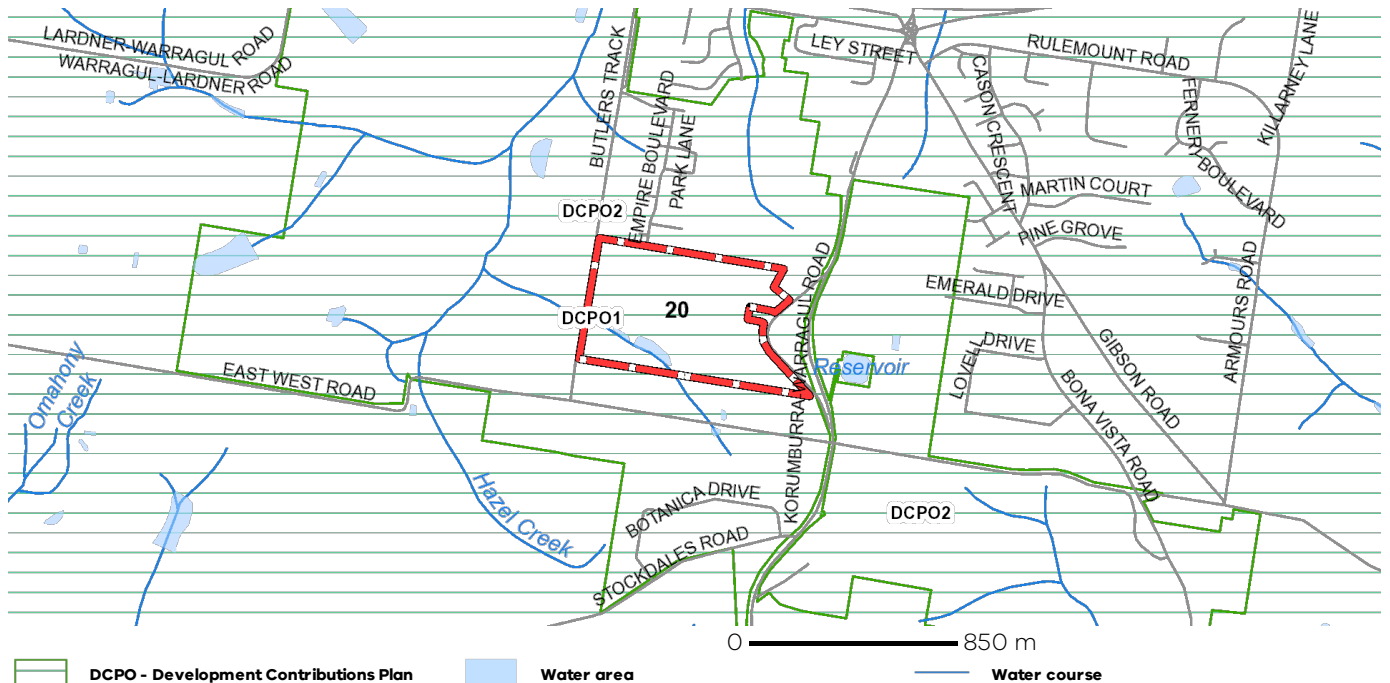 LARDNER-WARRAGUL ROAD
WARRAGUL-LARDNER ROAD
BUTLERS TRACK
EMPIRE BOULEVARD
PARK LANE
LEY STREET
RULEMOUNT ROAD
CASON CRESCENT
FERNERY BOULEVARD
KILLARNEY LANE
MARTIN COURT
PINE GROVE
DCPO2
DCPO1
20
KORUMBURRA-WARRAGUL ROAD
EMERALD DRIVE
LOVELL DRIVE
GIBSON ROAD
ARMOURS ROAD
BONA VISTA ROAD
Reservoir
Omahony
Creek
EAST WEST ROAD
Hazel Creek
BOTANICA DRIVE
STOCKDALES ROAD
DCPO2
0 850 m
DCPO - Development Contributions Plan
Water area
Water course